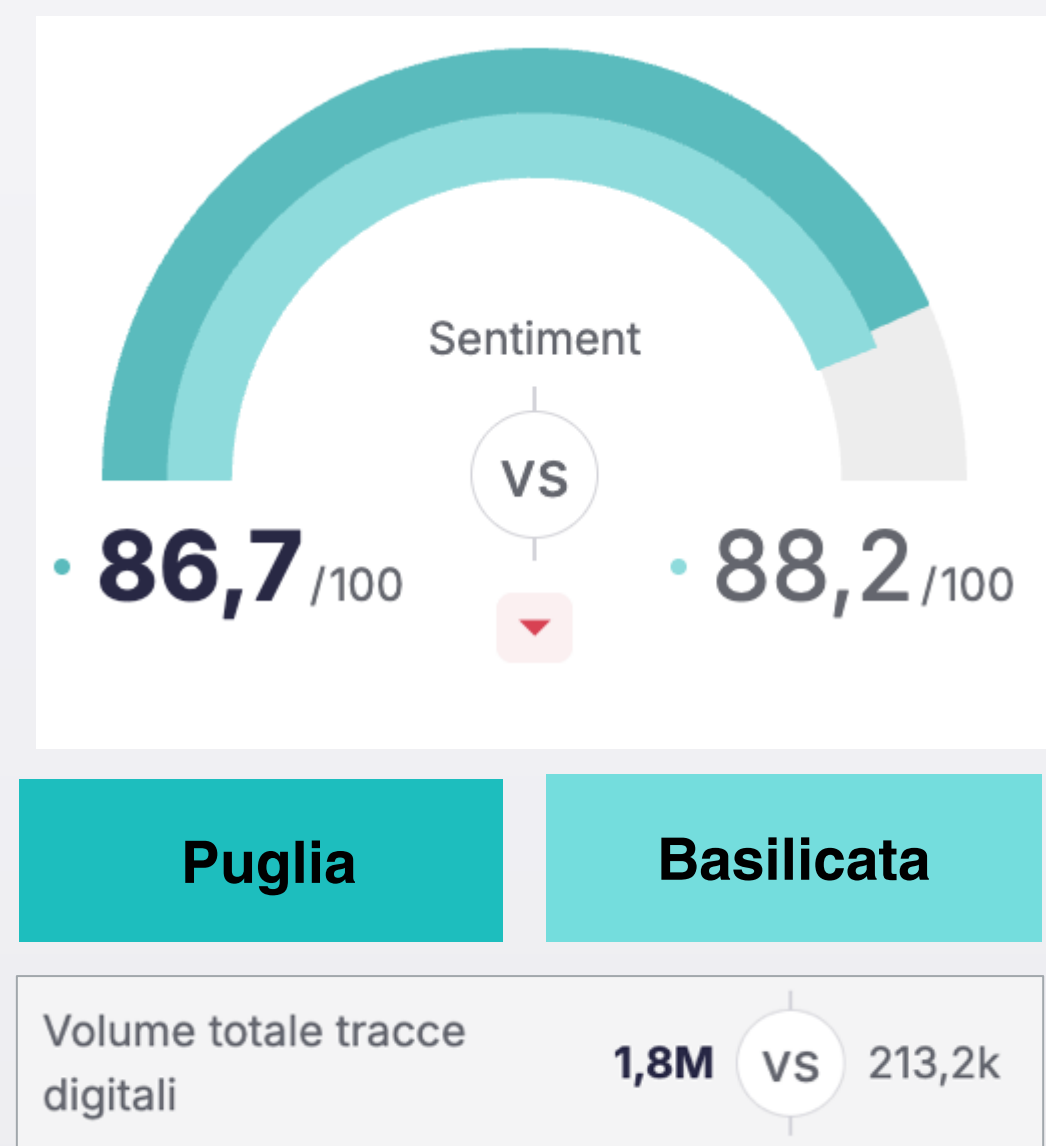 Sentiment
VS
86,7/100
88,2/100
Puglia
Basilicata
Volume totale tracce
digitali
1,8M VS 213,2k